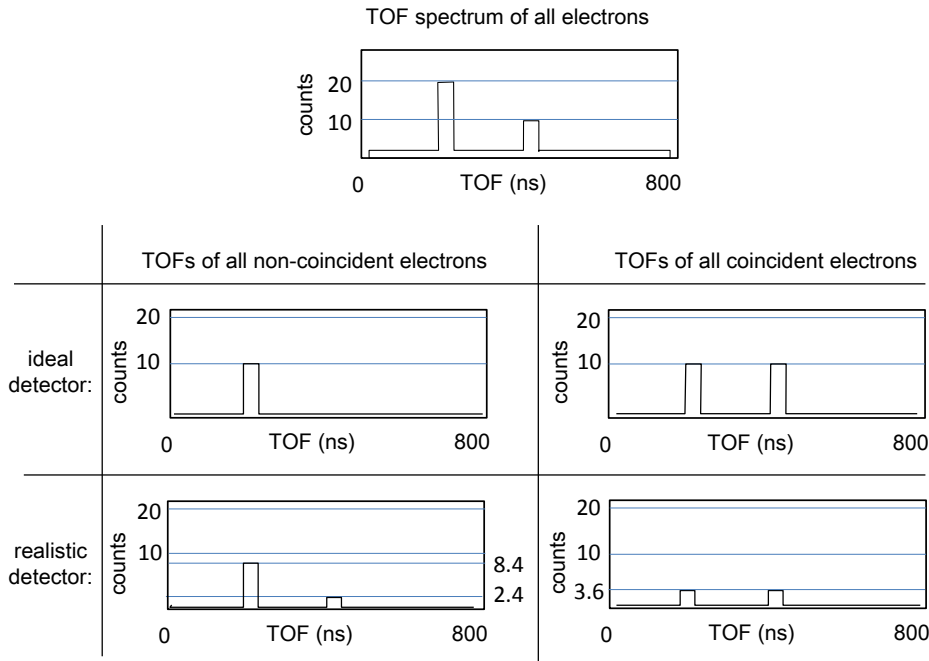 TOF spectrum of all electrons
counts
20
10
0
TOF (ns)
800
TOFs of all non-coincident electrons
TOFs of all coincident electrons
ideal
detector:
counts
20
10
0
TOF (ns)
800
counts
20
10
0
TOF (ns)
800
realistic
detector:
counts
20
10
8.4
2.4
0
TOF (ns)
800
counts
20
10
3.6
0
TOF (ns)
800